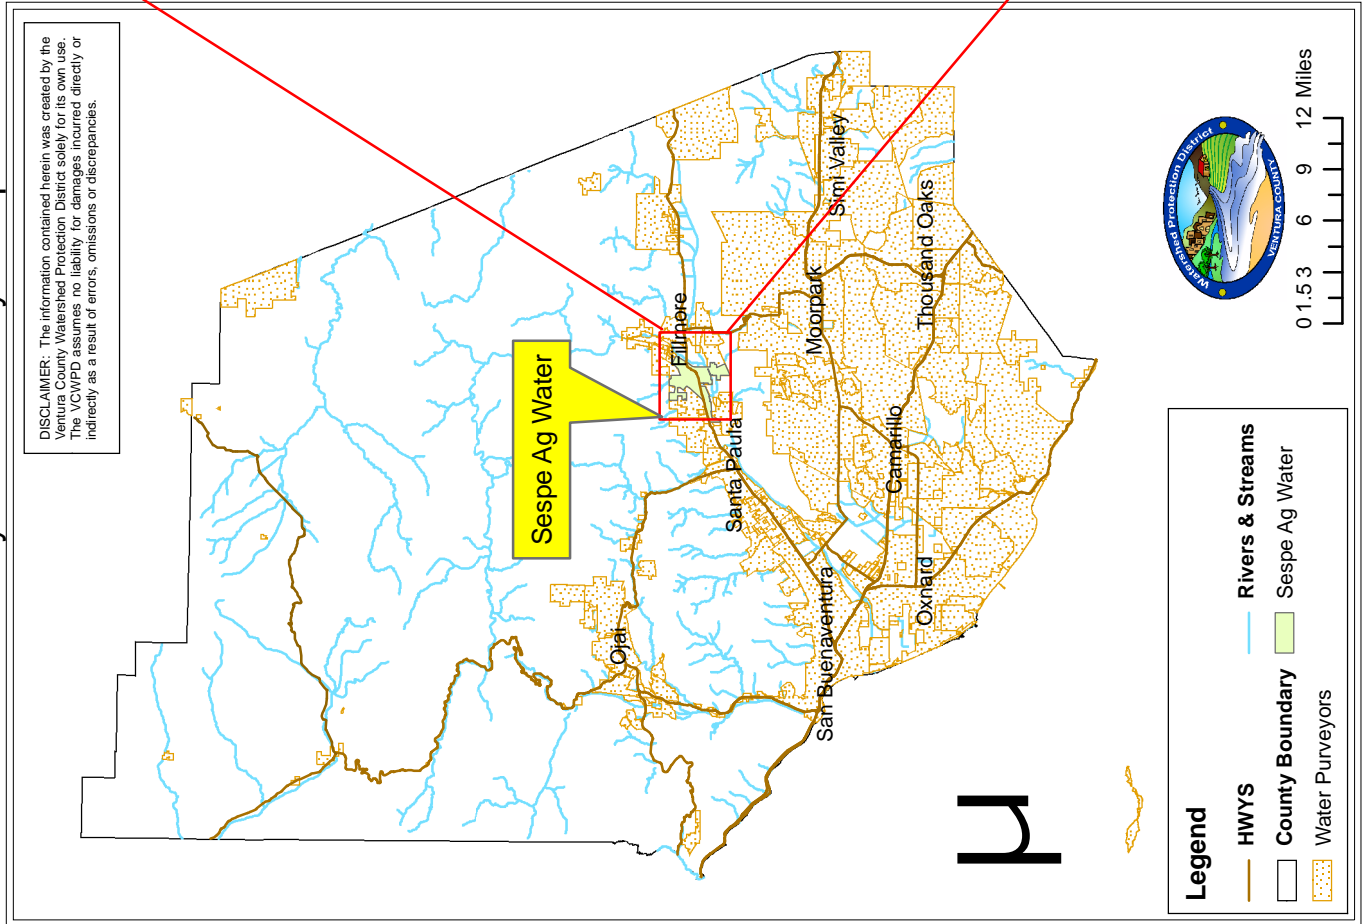 DISCLAIMER: The information contained herein was created by the
Ventura County Watershed Protection District solely for its own use.
The VCWPD assumes no liability for damages incurred directly or
indirectly as a result of errors, omissions or discrepancies.
Sespe Ag Water
Fillmore
Simi Valley
Moorpark
Thousand Oaks
Santa Paula
Camarillo
Ojai
San Buenaventura
Oxnard
µ
Watershed Protection District
VENTURA COUNTY
0 1.5 3 6 9 12 Miles
Legend
HWYS
County Boundary
Water Purveyors
Rivers & Streams
Sespe Ag Water